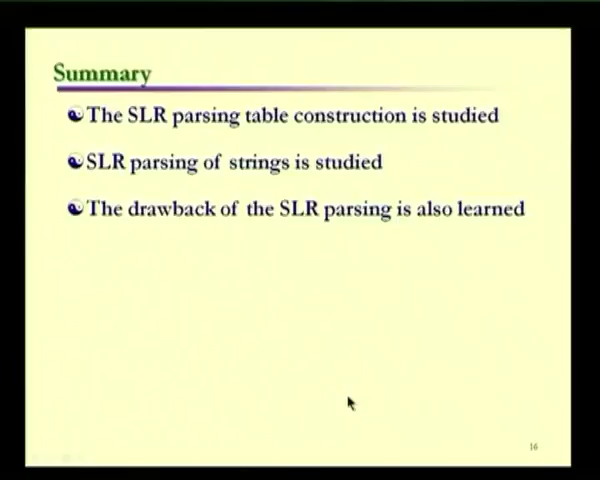 Summary
The SLR parsing table construction is studied
SLR parsing of strings is studied
The drawback of the SLR parsing is also learned
16